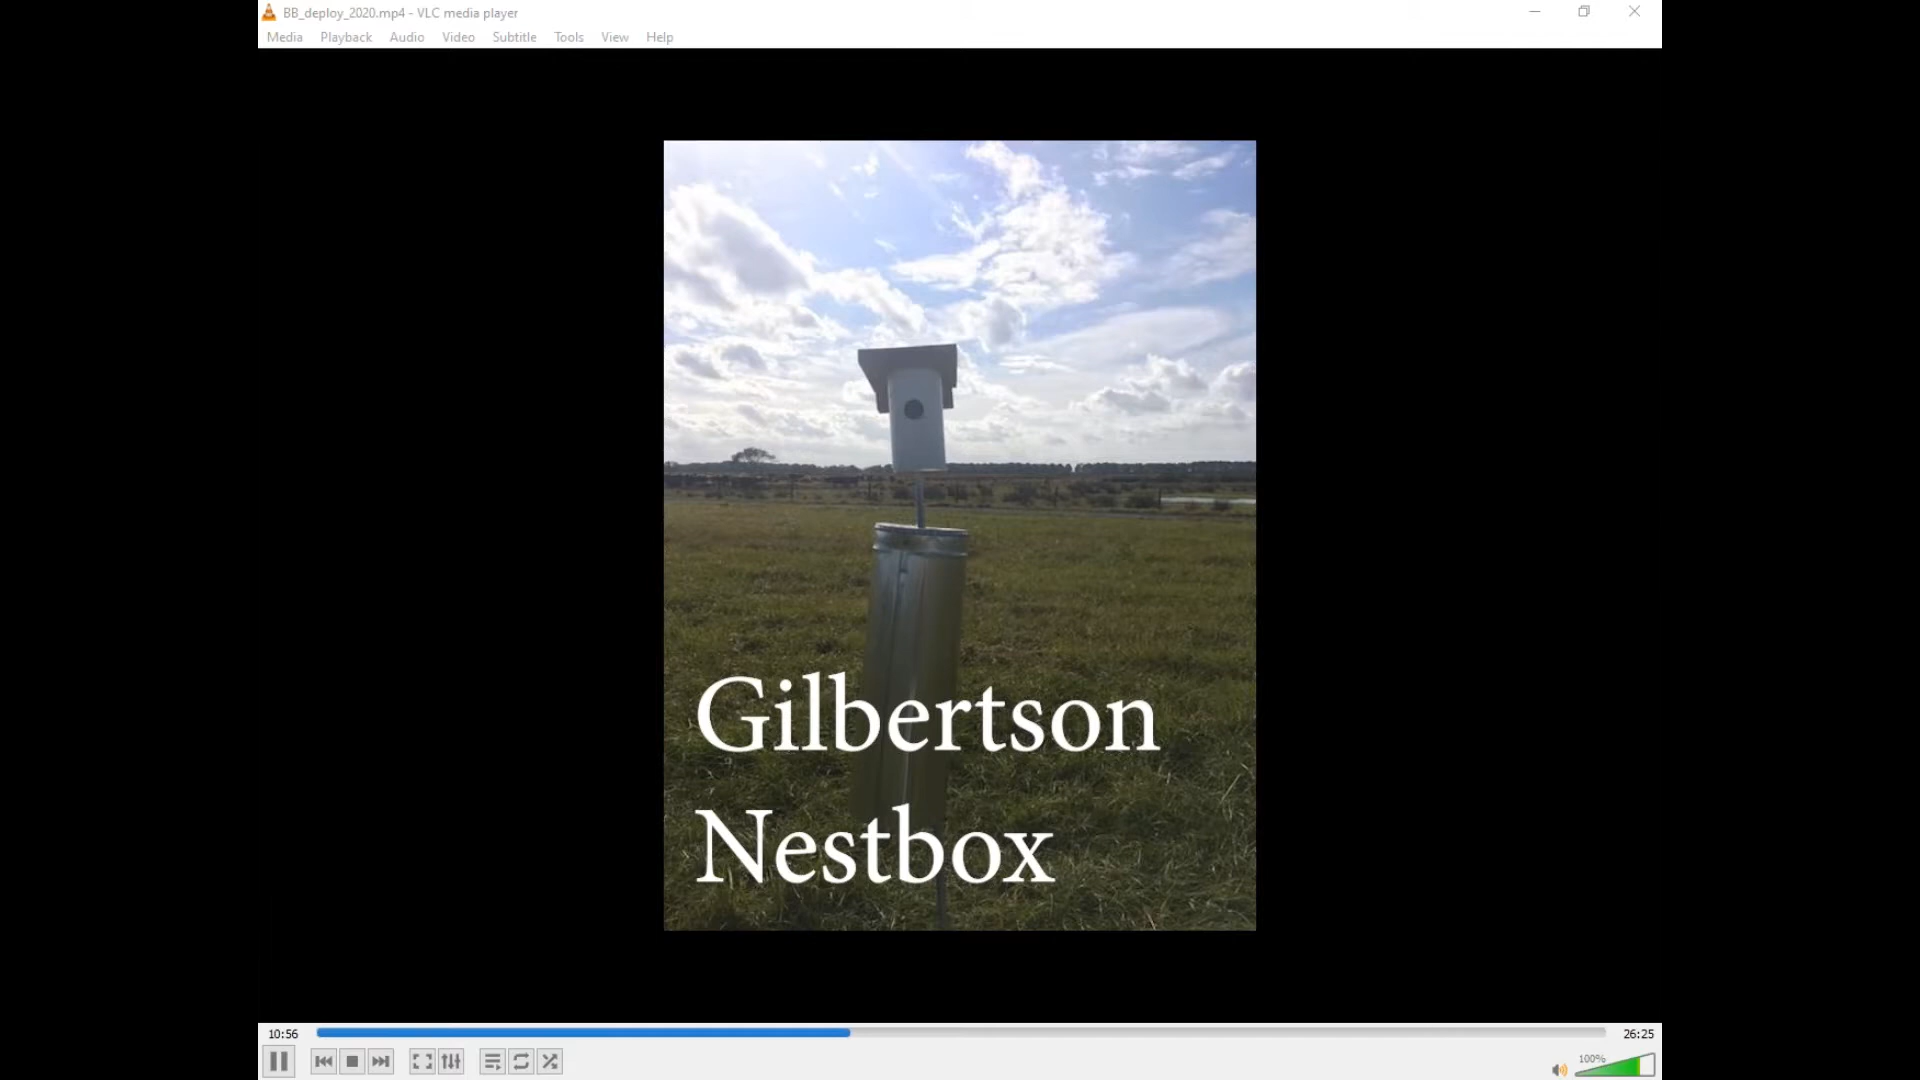 BB_deploy_2020.mp4 - VLC media player
Media Playback Audio Video Subtitle Tools View Help
Gilbertson
Nestbox
10:56 26:25
100%